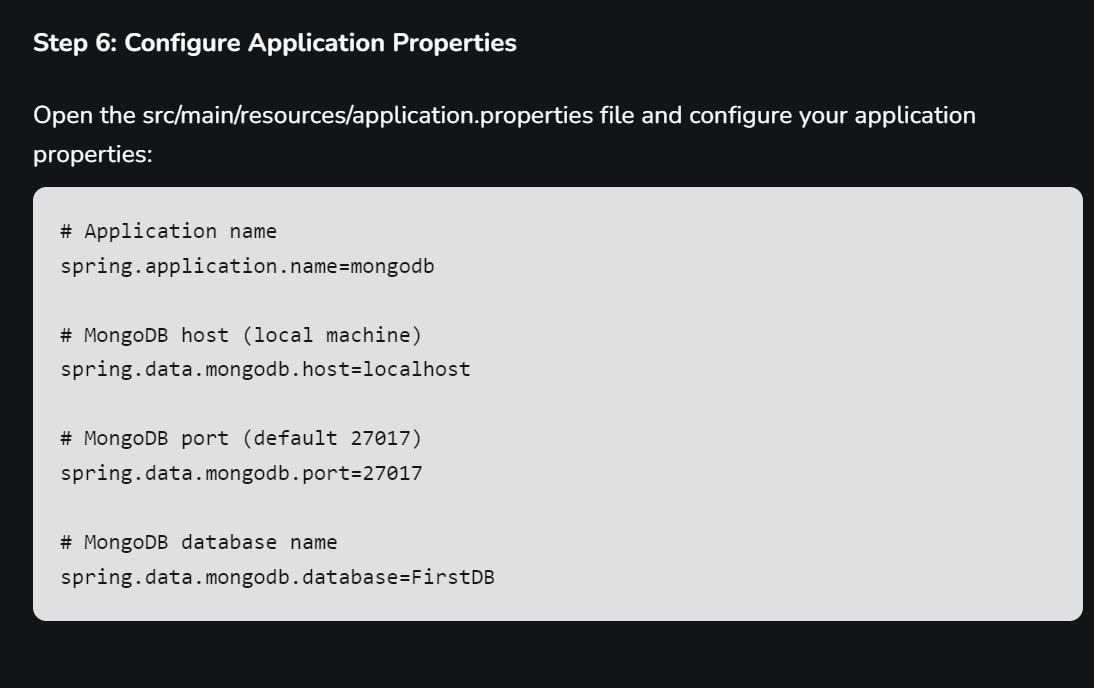 Step 6: Configure Application Properties
Open the src/main/resources/application.properties file and configure your application
properties:
# Application name
spring.application.name=mongodb
# MongoDB host (local machine)
spring.data.mongodb.host=localhost
# MongoDB port (default 27017)
spring.data.mongodb.port=27017
# MongoDB database name
spring.data.mongodb.database=FirstDB